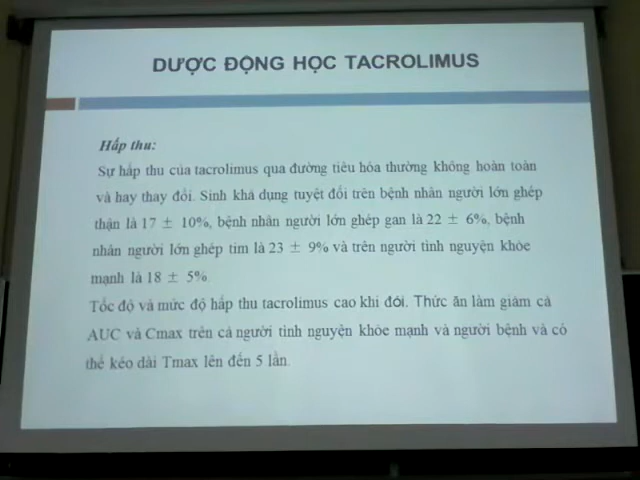 DƯỢC ĐỘNG HỌC TACROLIMUS
Hấp thu:
Sự hấp thu của tacrolimus qua đường tiêu hóa thường không hoàn toàn
và hay thay đổi. Sinh khả dụng tuyệt đối trên bệnh nhân người lớn ghép
thận là 17 ± 10%, bệnh nhân người lớn ghép gan là 22 ± 6%, bệnh
nhân người lớn ghép tim là 23 ± 9% và trên người tình nguyện khỏe
mạnh là 18 ± 5%.
Tốc độ và mức độ hấp thu tacrolimus cao khi đói. Thức ăn làm giảm cả
AUC và Cmax trên cả người tình nguyện khỏe mạnh và người bệnh và có
thể kéo dài Tmax lên đến 5 lần.